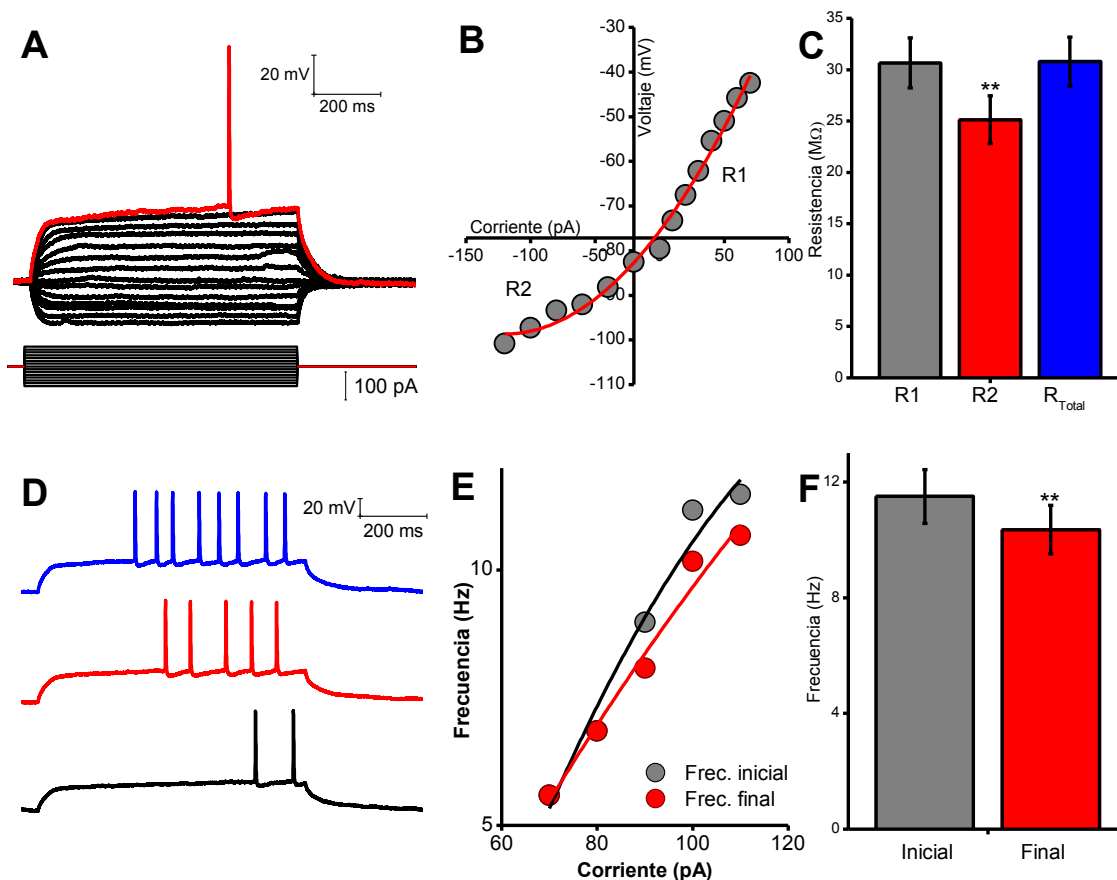 A
20 mV
200 ms
100 pA
B
-30
-40
-50
-60
-70
-80
-90
-100
-110
Voltaje (mV)
Corriente (pA)
-150
-100
-50
50
100
R1
R2
C
35
30
25
20
15
10
5
0
Resistencia (MΩ)
**
R1
R2
RTotal
D
20 mV
200 ms
E
10
5
Frecuencia (Hz)
60
80
100
120
Corriente (pA)
Frec. inicial
Frec. final
F
12
8
4
0
Frecuencia (Hz)
**
Inicial
Final